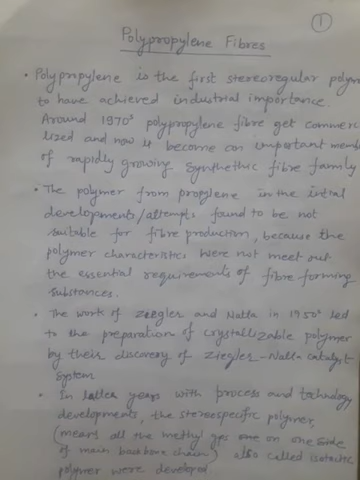 1
Polypropylene Fibres
• Polypropylene is the first stereoregular polym
to have achieved industrial importance.
Around 1970s polypropylene fibre get commer
lized and now is become an important memb
of rapidly growing synthetic fibre family
• The polymer from propylene in the intial
developments/attempts found to be not
suitable for fibre production, because the
polymer characteristics were not meet out
the essential requirements of fibre forming
substances.
• The work of Ziegler and Natta in 1950s led
to the preparation of crystallizable polymer
by their discovery of Ziegler-Natta catalyst
system
• In latter years with process and technology
developments, the stereospecific polymer,
(means all the methyl gps are on one side
of main backbone chain) also called isotactic
polymer were developed.